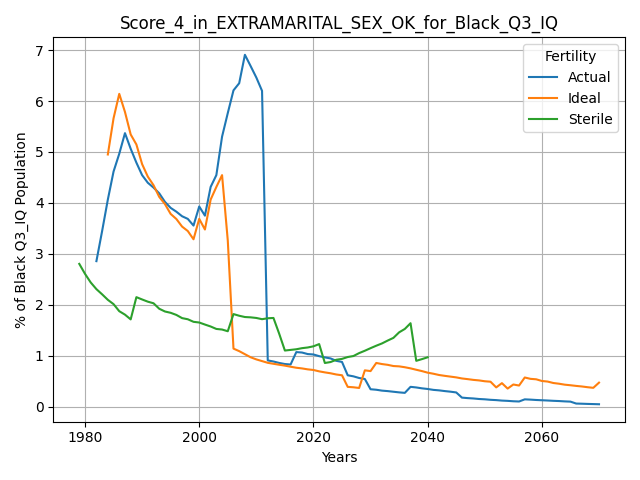 Score_4_in_EXTRAMARITAL_SEX_OK_for_Black_Q3_IQ
Fertility
Actual
Ideal
Sterile
% of Black Q3_IQ Population
7
6
5
4
3
2
1
0
1980 2000 2020 2040 2060
Years